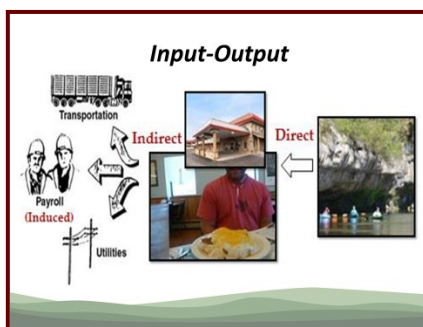 Input-Output
Transportation
Indirect
Direct
Payroll
(Induced)
Utilities